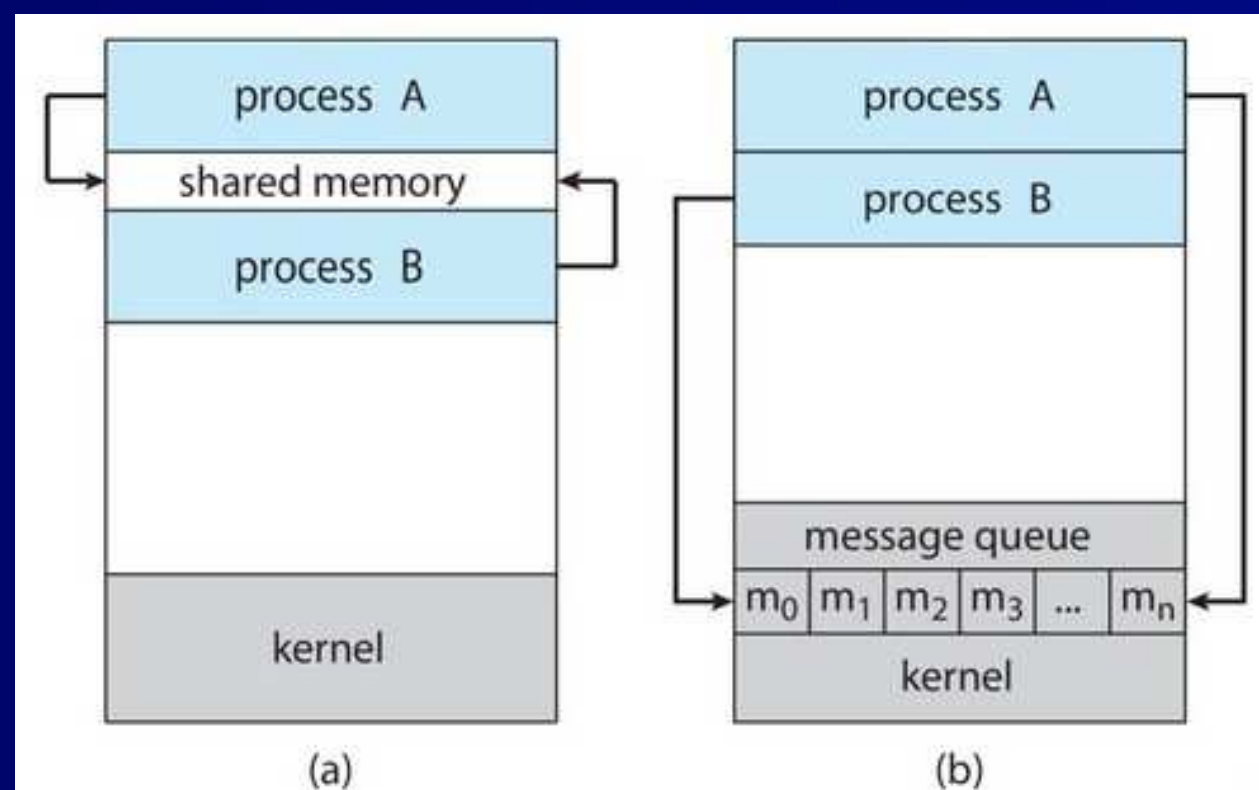 process A
shared memory
process B
kernel
(a)
process A
process B
message queue
m₀ m₁ m₂ m₃ ... mₙ
kernel
(b)